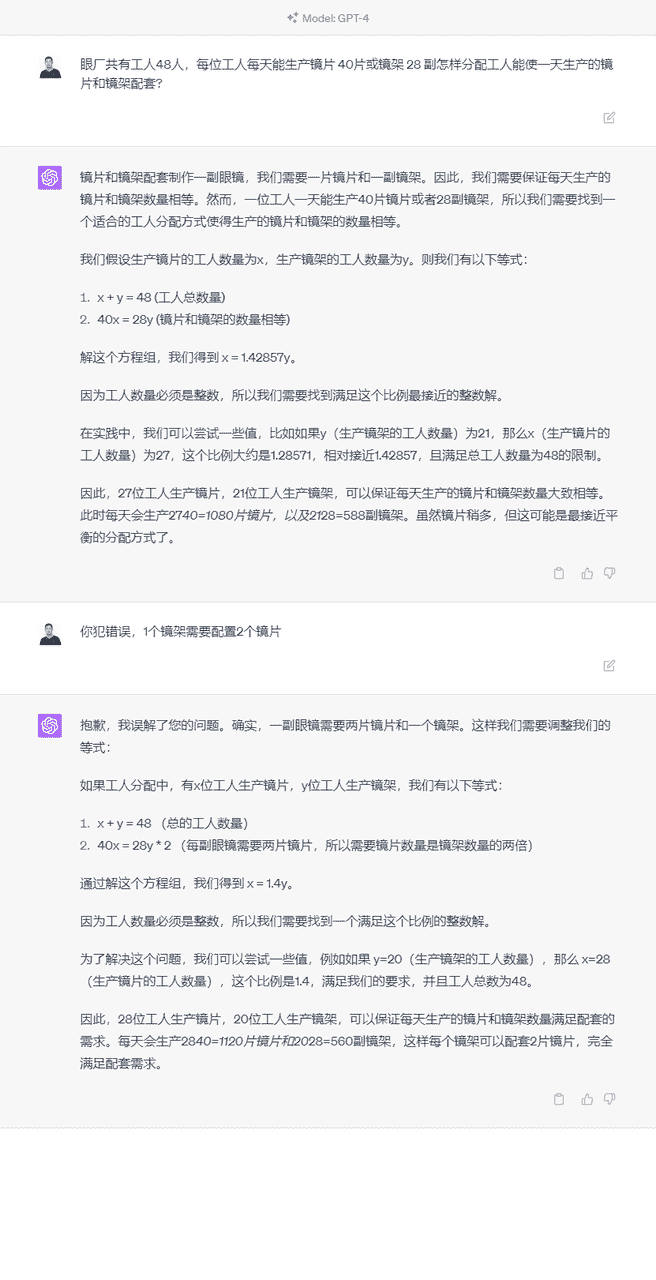 Model: GPT-4
眼厂共有工人48人，每位工人每天能生产镜片 40片或镜架 28 副怎样分配工人能使一天生产的镜
片和镜架配套?
镜片和镜架配套制作一副眼镜，我们需要一片镜片和一副镜架。因此，我们需要保证每天生产的
镜片和镜架数量相等。然而，一位工人一天能生产40片镜片或者28副镜架，所以我们需要找到一
个适合的工人分配方式使得生产的镜片和镜架的数量相等。
我们假设生产镜片的工人数量为x，生产镜架的工人数量为y。则我们有以下等式：
1. x + y = 48 (工人总数量)
2. 40x = 28y (镜片和镜架的数量相等)
解这个方程组，我们得到 x = 1.42857y。
因为工人数量必须是整数，所以我们需要找到满足这个比例最接近的整数解。
在实践中，我们可以尝试一些值，比如如果y（生产镜架的工人数量）为21，那么x（生产镜片的
工人数量）为27，这个比例大约是1.28571，相对接近1.42857，且满足总工人数量为48的限制。
因此，27位工人生产镜片，21位工人生产镜架，可以保证每天生产的镜片和镜架数量大致相等。
此时每天会生产2740=1080片镜片，以及2128=588副镜架。虽然镜片稍多，但这可能是最接近平
衡的分配方式了。
你犯错误，1个镜架需要配置2个镜片
抱歉，我误解了您的问题。确实，一副眼镜需要两片镜片和一个镜架。这样我们需要调整我们的
等式：
如果工人分配中，有x位工人生产镜片，y位工人生产镜架，我们有以下等式：
1. x + y = 48 （总的工人数量）
2. 40x = 28y * 2 （每副眼镜需要两片镜片，所以需要镜片数量是镜架数量的两倍）
通过解这个方程组，我们得到 x = 1.4y。
因为工人数量必须是整数，所以我们需要找到一个满足这个比例的整数解。
为了解决这个问题，我们可以尝试一些值，例如如果 y=20（生产镜架的工人数量），那么 x=28
（生产镜片的工人数量），这个比例是1.4，满足我们的要求，并且工人总数为48。
因此，28位工人生产镜片，20位工人生产镜架，可以保证每天生产的镜片和镜架数量满足配套的
需求。每天会生产2840=1120片镜片和2028=560副镜架，这样每个镜架可以配套2片镜片，完全
满足配套需求。